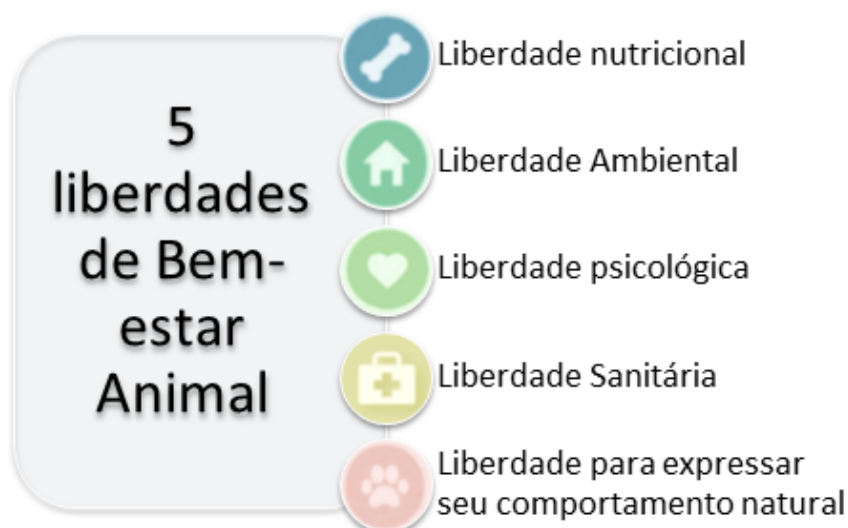 5
liberdades
de Bem-
estar
Animal
Liberdade nutricional
Liberdade Ambiental
Liberdade psicológica
Liberdade Sanitária
Liberdade para expressar
seu comportamento natural